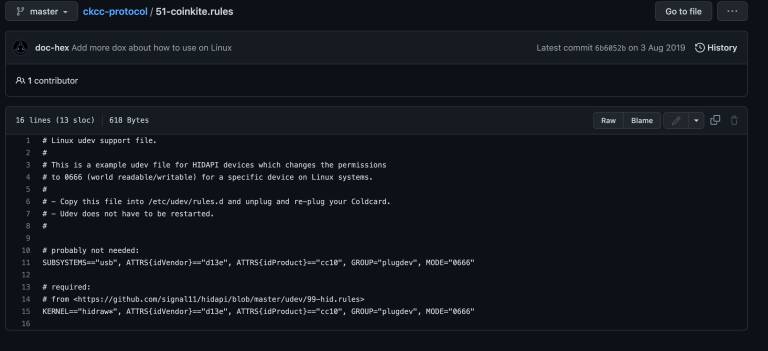 master ckcc-protocol / 51-coinkite.rules Go to file ...
doc-hex Add more dox about how to use on Linux Latest commit 6b6052b on 3 Aug 2019 History
1 contributor
16 lines (13 sloc) 618 Bytes Raw Blame
1 # Linux udev support file.
2 #
3 # This is a example udev file for HIDAPI devices which changes the permissions
4 # to 0666 (world readable/writable) for a specific device on Linux systems.
5 #
6 # - Copy this file into /etc/udev/rules.d and unplug and re-plug your Coldcard.
7 # - Udev does not have to be restarted.
8 #
9
10 # probably not needed:
11 SUBSYSTEMS=="usb", ATTRS{idVendor}=="d13e", ATTRS{idProduct}=="cc10", GROUP="plugdev", MODE="0666"
12
13 # required:
14 # from <https://github.com/signal11/hidapi/blob/master/udev/99-hid.rules>
15 KERNEL=="hidraw*", ATTRS{idVendor}=="d13e", ATTRS{idProduct}=="cc10", GROUP="plugdev", MODE="0666"
16